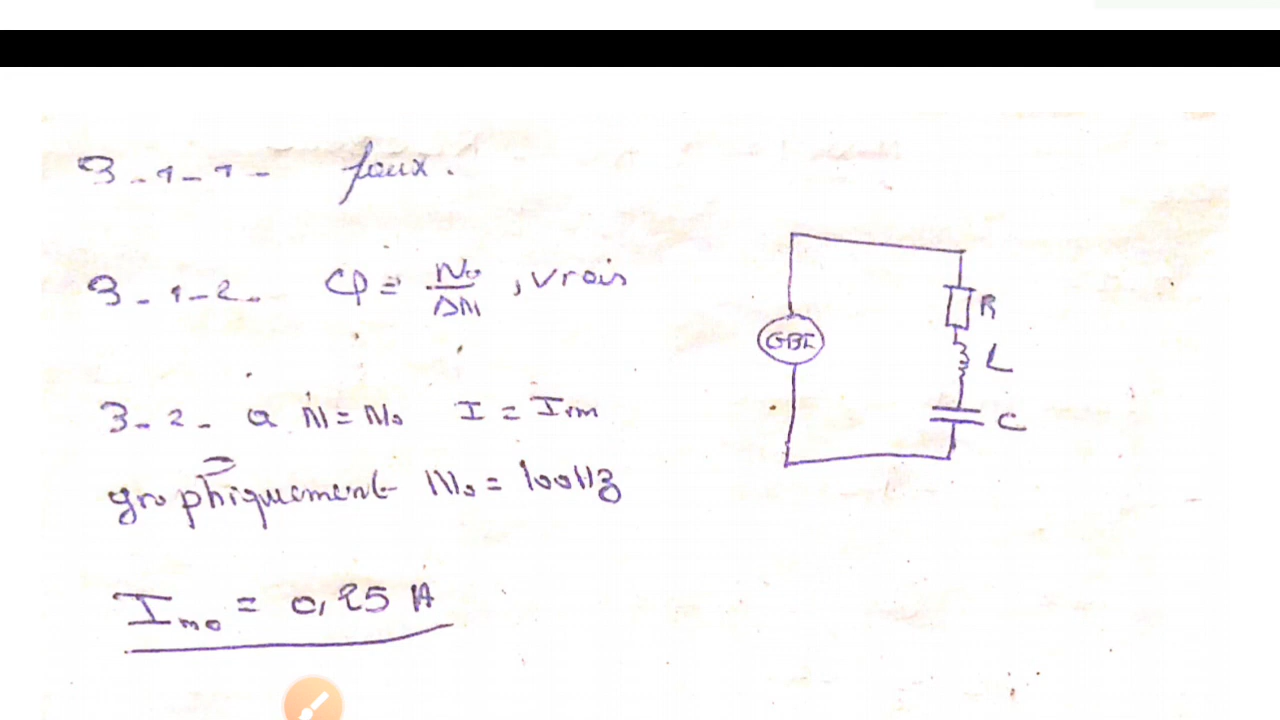 3-1-1- faux.
3-1-2- Q = N₀/ΔN , vrais
3-2- a N = N₀ I = Im
graphiquement N₀ = 100Hz
Im₀ = 0,25 A
GBF
R
L
C